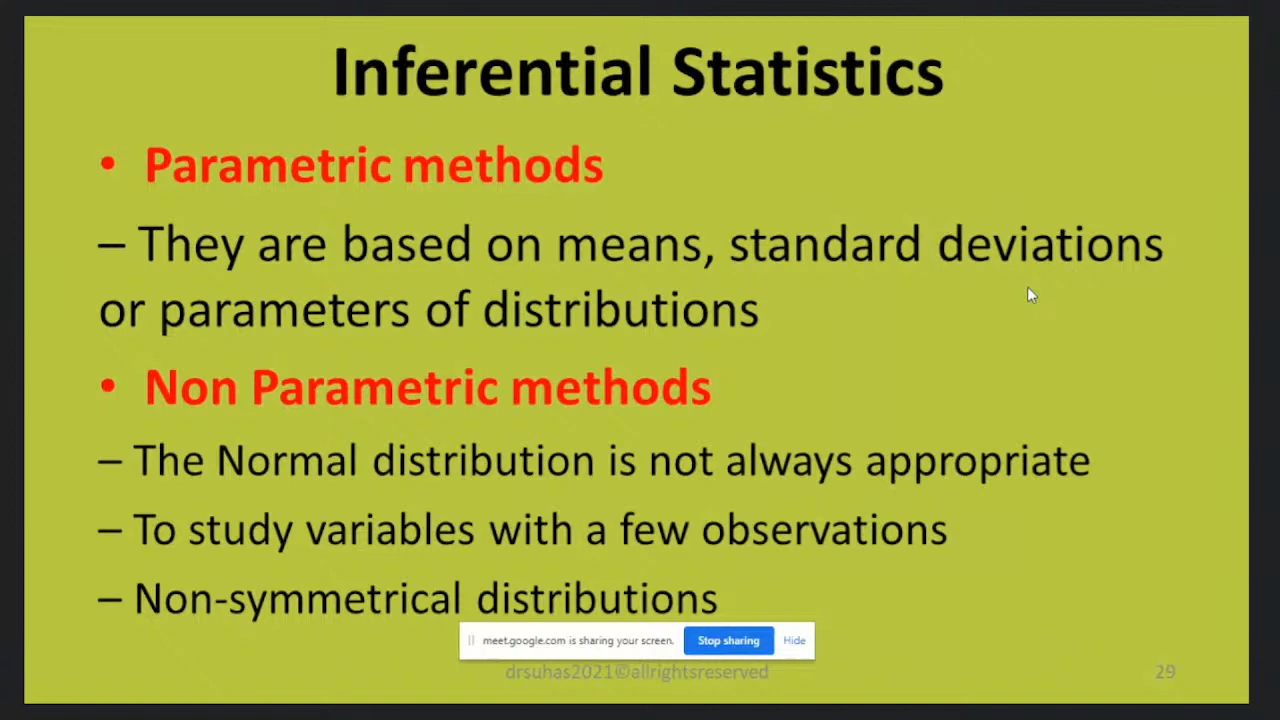 Inferential Statistics
• Parametric methods
– They are based on means, standard deviations
or parameters of distributions
• Non Parametric methods
– The Normal distribution is not always appropriate
– To study variables with a few observations
– Non-symmetrical distributions
meet.google.com is sharing your screen. Stop sharing Hide
drsuhas2021©allrightsreserved 29